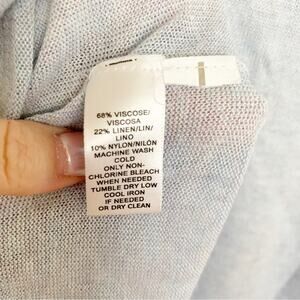 68% VISCOSE/
VISCOSA
22% LINEN/LIN/
LINO
10% NYLON/NILÓN
MACHINE WASH
COLD
ONLY NON-
CHLORINE BLEACH
WHEN NEEDED
TUMBLE DRY LOW
COOL IRON
IF NEEDED
OR DRY CLEAN